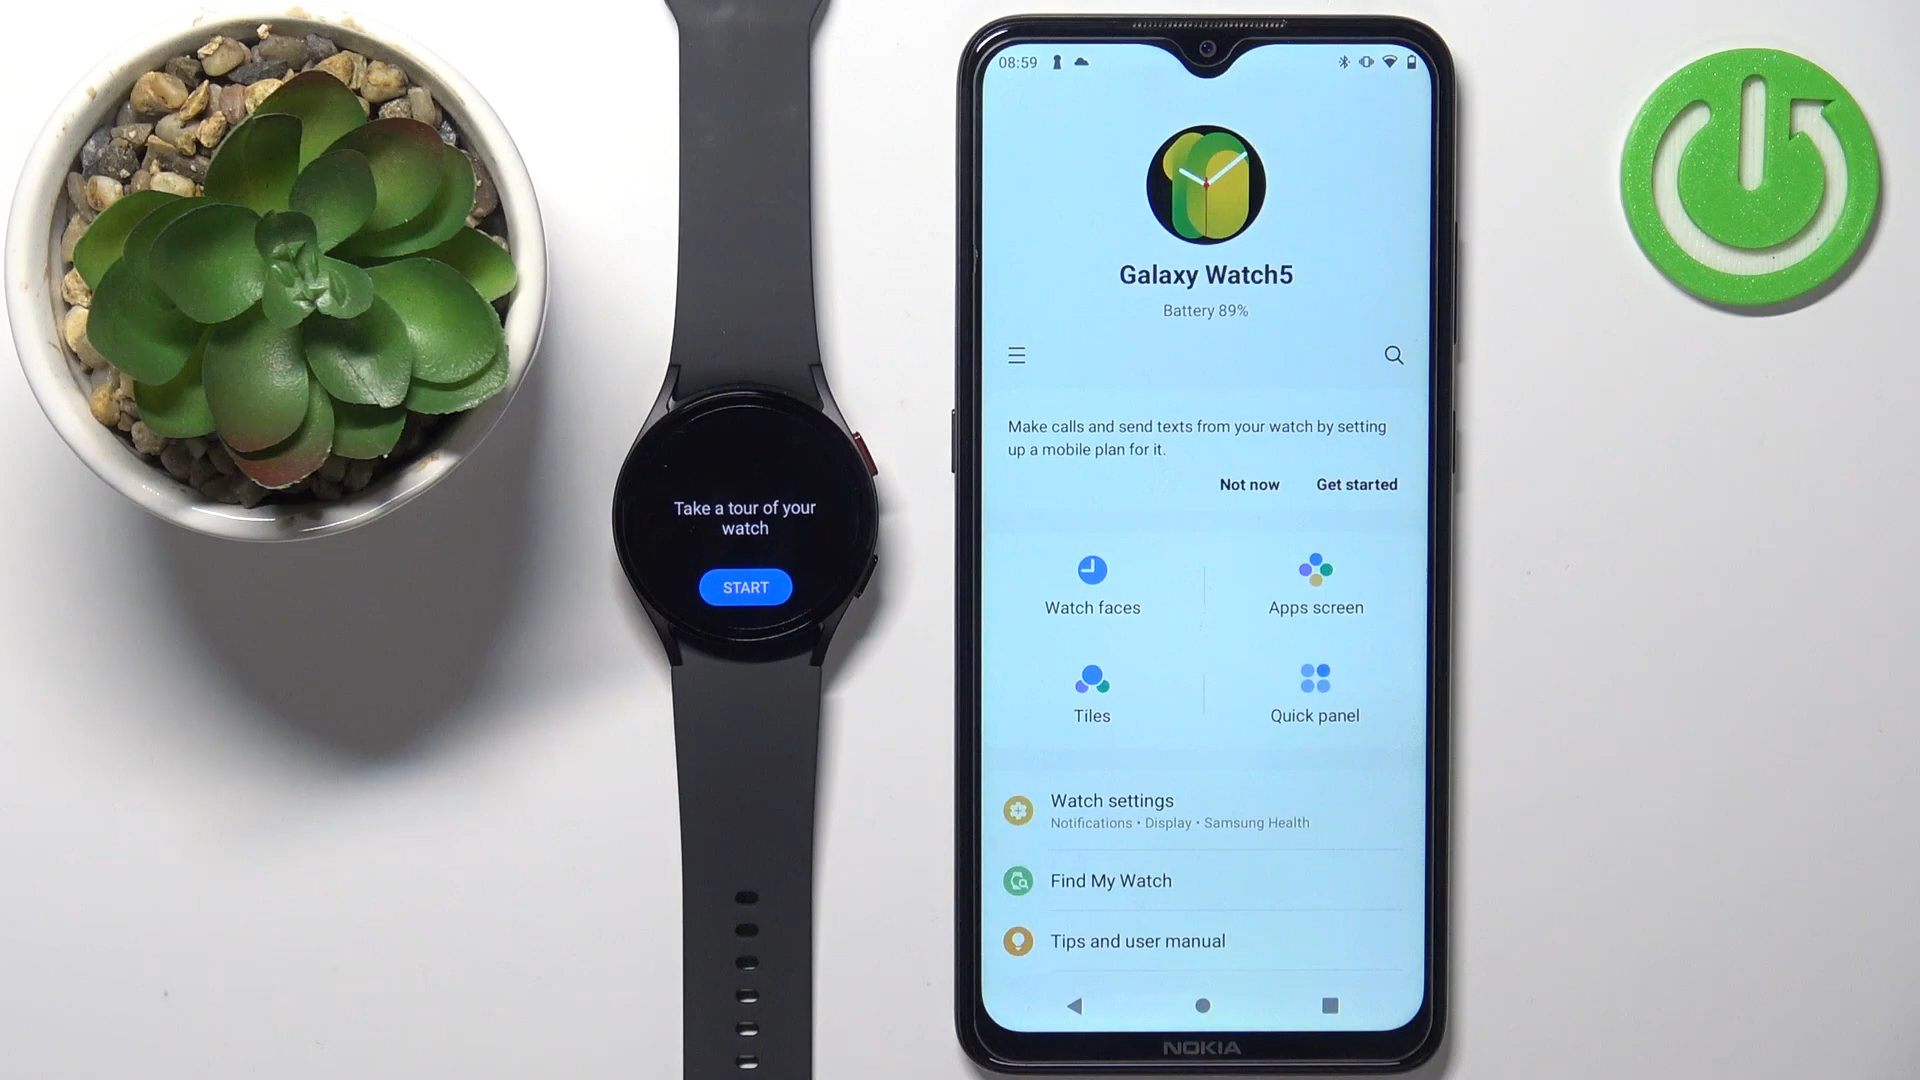 Take a tour of your
watch
START
08:59
Galaxy Watch5
Battery 89%
Make calls and send texts from your watch by setting
up a mobile plan for it.
Not now Get started
Watch faces Apps screen
Tiles Quick panel
Watch settings
Notifications • Display • Samsung Health
Find My Watch
Tips and user manual
NOKIA